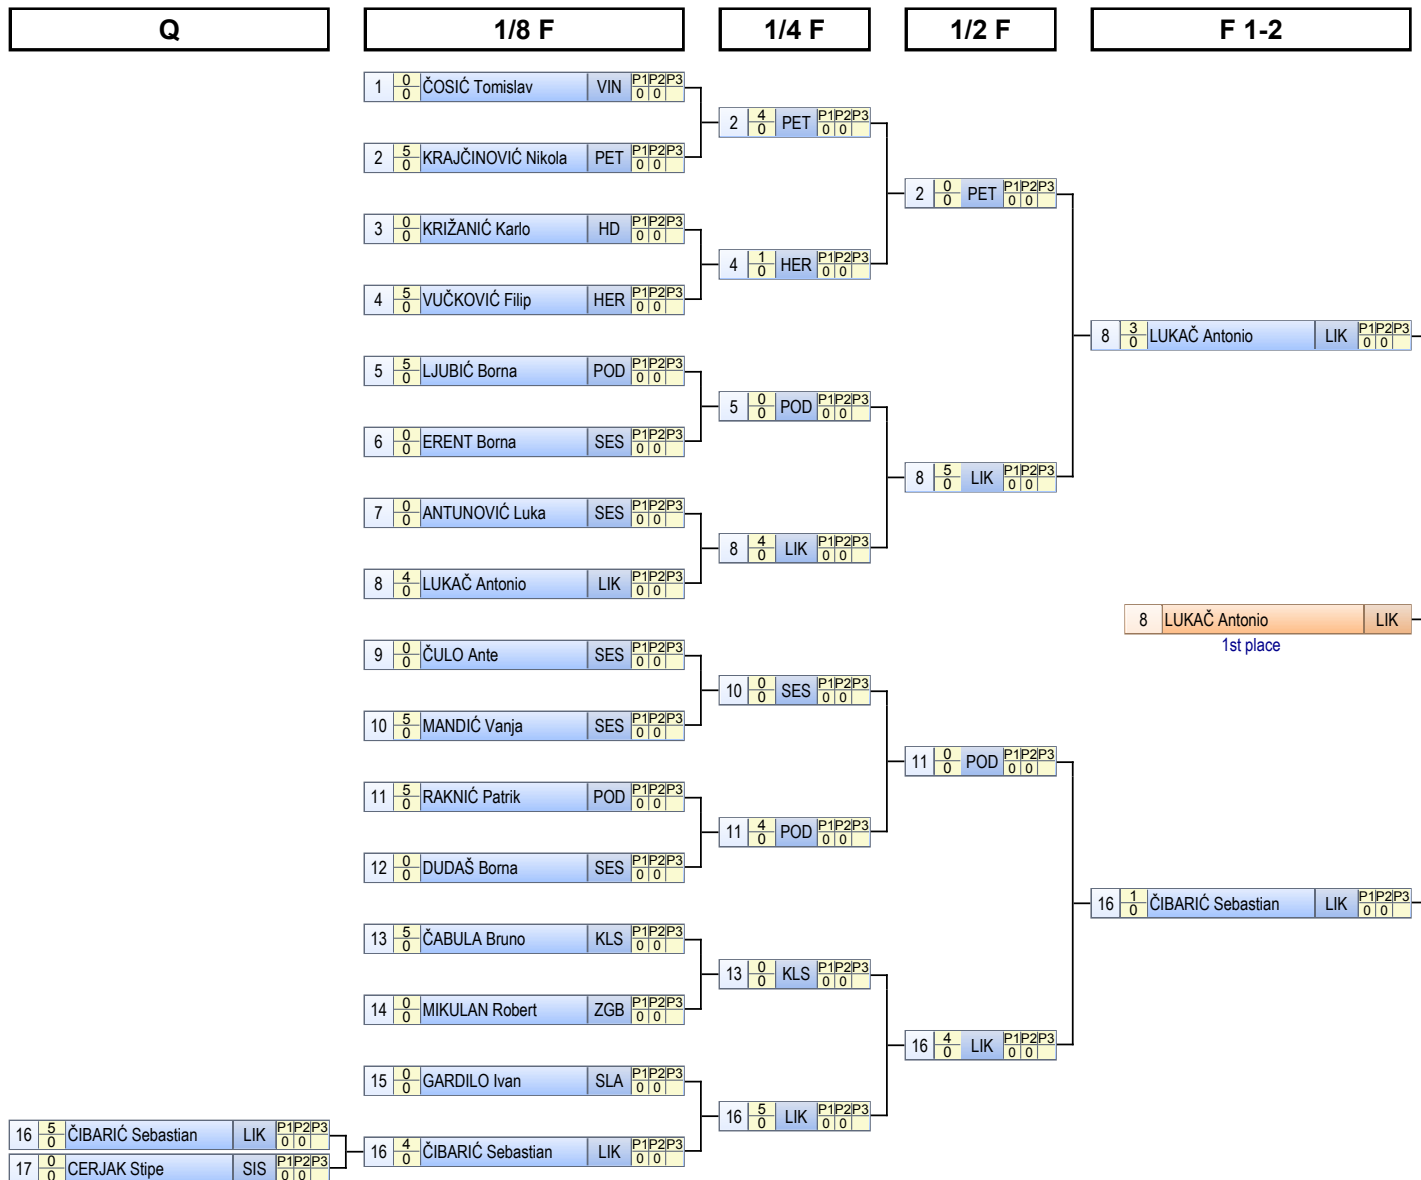 Q 1/8 F 1/4 F 1/2 F F 1-2
1 0 0 ČOSIĆ Tomislav VIN P1 P2 P3 0 0
2 4 0 PET P1 P2 P3 0 0
2 5 0 KRAJČINOVIĆ Nikola PET P1 P2 P3 0 0
2 0 0 PET P1 P2 P3 0 0
3 0 0 KRIŽANIĆ Karlo HD P1 P2 P3 0 0
4 1 0 HER P1 P2 P3 0 0
4 5 0 VUČKOVIĆ Filip HER P1 P2 P3 0 0
8 3 0 LUKAČ Antonio LIK P1 P2 P3 0 0
5 5 0 LJUBIĆ Borna POD P1 P2 P3 0 0
5 0 0 POD P1 P2 P3 0 0
6 0 0 ERENT Borna SES P1 P2 P3 0 0
8 5 0 LIK P1 P2 P3 0 0
7 0 0 ANTUNOVIĆ Luka SES P1 P2 P3 0 0
8 4 0 LIK P1 P2 P3 0 0
8 4 0 LUKAČ Antonio LIK P1 P2 P3 0 0
8 LUKAČ Antonio LIK
1st place
9 0 0 ČULO Ante SES P1 P2 P3 0 0
10 0 0 SES P1 P2 P3 0 0
10 5 0 MANDIĆ Vanja SES P1 P2 P3 0 0
11 0 0 POD P1 P2 P3 0 0
11 5 0 RAKNIĆ Patrik POD P1 P2 P3 0 0
11 4 0 POD P1 P2 P3 0 0
12 0 0 DUDAŠ Borna SES P1 P2 P3 0 0
16 1 0 ČIBARIĆ Sebastian LIK P1 P2 P3 0 0
13 5 0 ČABULA Bruno KLS P1 P2 P3 0 0
13 0 0 KLS P1 P2 P3 0 0
14 0 0 MIKULAN Robert ZGB P1 P2 P3 0 0
16 4 0 LIK P1 P2 P3 0 0
15 0 0 GARDILO Ivan SLA P1 P2 P3 0 0
16 5 0 LIK P1 P2 P3 0 0
16 5 0 ČIBARIĆ Sebastian LIK P1 P2 P3 0 0
16 4 0 ČIBARIĆ Sebastian LIK P1 P2 P3 0 0
17 0 0 CERJAK Stipe SIS P1 P2 P3 0 0